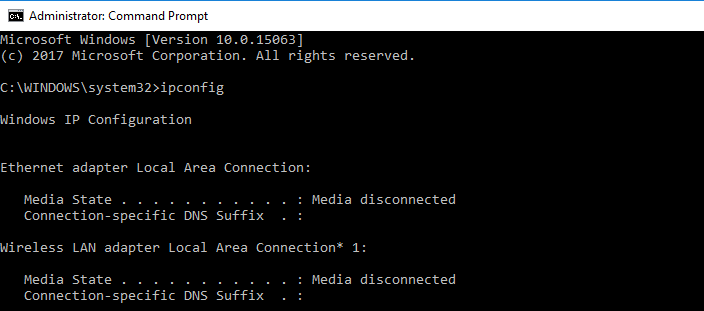 Administrator: Command Prompt
Microsoft Windows [Version 10.0.15063]
(c) 2017 Microsoft Corporation. All rights reserved.
C:\WINDOWS\system32>ipconfig
Windows IP Configuration
Ethernet adapter Local Area Connection:
Media State . . . . . . . . . . . : Media disconnected
Connection-specific DNS Suffix  . :
Wireless LAN adapter Local Area Connection* 1:
Media State . . . . . . . . . . . : Media disconnected
Connection-specific DNS Suffix  . :